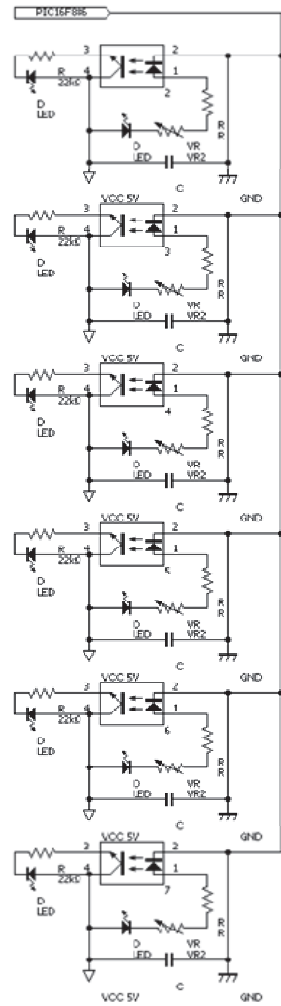 PIC16F886
3 2
R 4 1
22kΩ
2
D
LED
R
R
D VR
LED VR2
C
GND
VCC 5V
3 2
R 4 1
22kΩ
3
D
LED
R
R
D VR
LED VR2
C
GND
VCC 5V
3 2
R 4 1
22kΩ
4
D
LED
R
R
D VR
LED VR2
C
GND
VCC 5V
3 2
R 4 1
22kΩ
5
D
LED
R
R
D VR
LED VR2
C
GND
VCC 5V
3 2
R 4 1
22kΩ
6
D
LED
R
R
D VR
LED VR2
C
GND
VCC 5V
2
R 4 1
22kΩ
7
D
LED
R
R
D VR
LED VR2
C
VCC 5V
GND